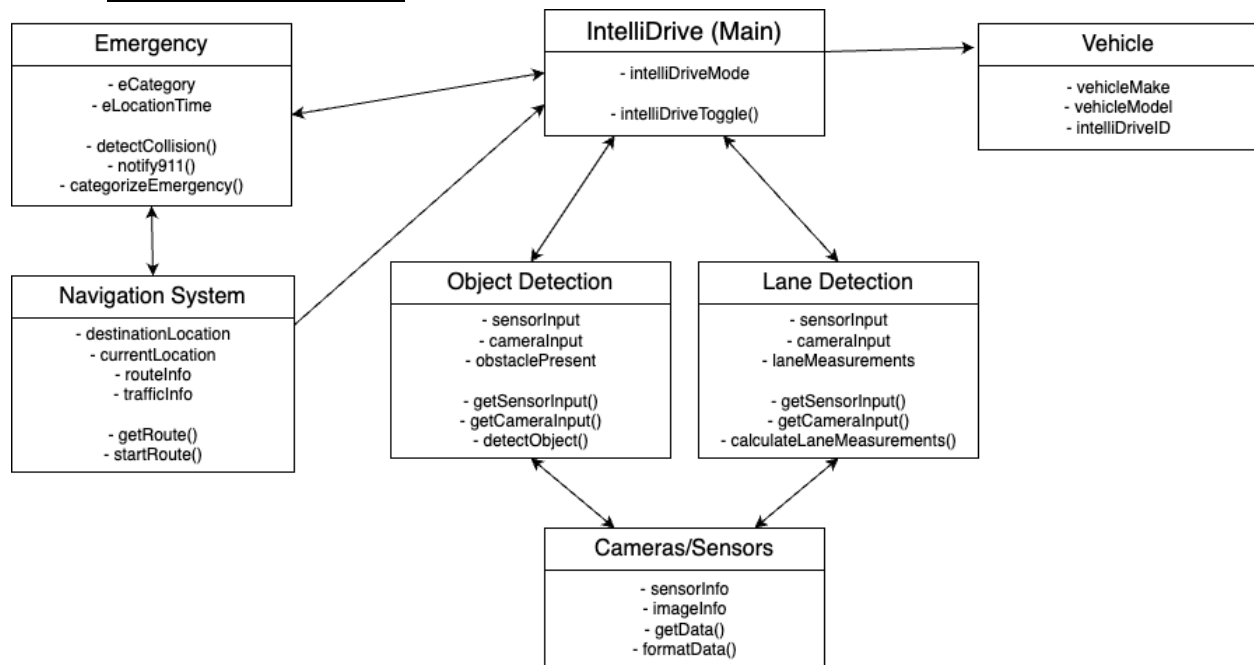 Emergency
- eCategory
- eLocationTime
- detectCollision()
- notify911()
- categorizeEmergency()
IntelliDrive (Main)
- intelliDriveMode
- intelliDriveToggle()
Vehicle
- vehicleMake
- vehicleModel
- intelliDriveID
Navigation System
- destinationLocation
- currentLocation
- routeInfo
- trafficInfo
- getRoute()
- startRoute()
Object Detection
- sensorInput
- cameraInput
- obstaclePresent
- getSensorInput()
- getCameraInput()
- detectObject()
Lane Detection
- sensorInput
- cameraInput
- laneMeasurements
- getSensorInput()
- getCameraInput()
- calculateLaneMeasurements()
Cameras/Sensors
- sensorInfo
- imageInfo
- getData()
- formatData()